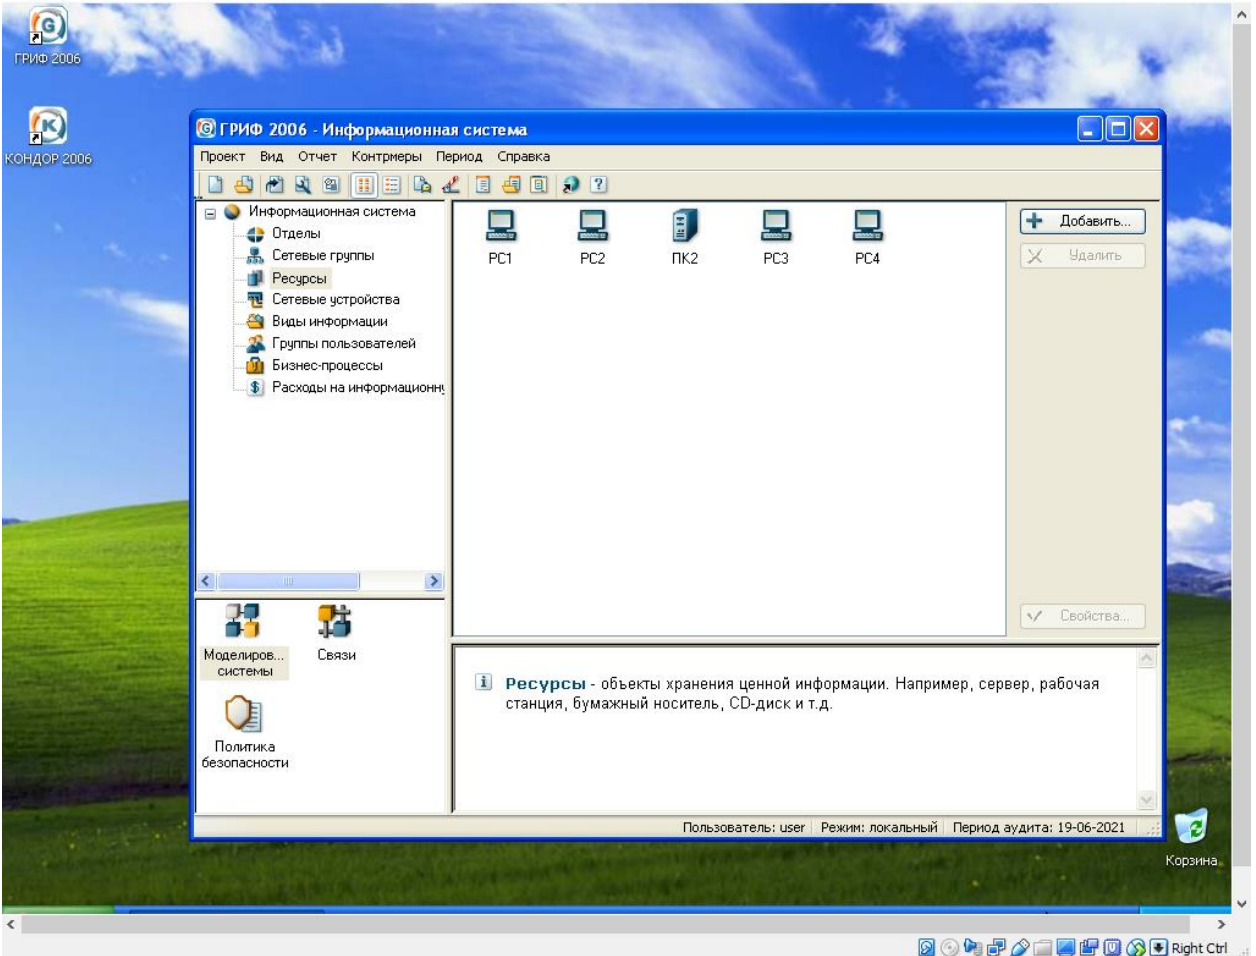 ГРИФ 2006
КОНДОР 2006
ГРИФ 2006 - Информационная система
Проект Вид Отчет Контрмеры Период Справка
Информационная система
Отделы
Сетевые группы
Ресурсы
Сетевые устройства
Виды информации
Группы пользователей
Бизнес-процессы
Расходы на информационну
PC1 PC2 ПК2 PC3 PC4
Добавить...
Удалить
Свойства...
Моделиров...
системы
Связи
Политика
безопасности
Ресурсы - объекты хранения ценной информации. Например, сервер, рабочая
станция, бумажный носитель, CD-диск и т.д.
Пользователь: user Режим: локальный Период аудита: 19-06-2021
Корзина
Right Ctrl